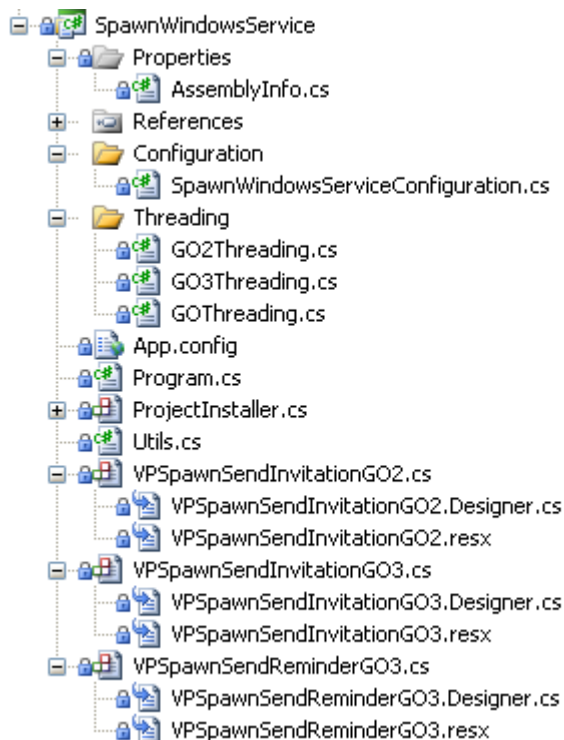 SpawnWindowsService
Properties
AssemblyInfo.cs
References
Configuration
SpawnWindowsServiceConfiguration.cs
Threading
GO2Threading.cs
GO3Threading.cs
GOThreading.cs
App.config
Program.cs
ProjectInstaller.cs
Utils.cs
VPSpawnSendInvitationGO2.cs
VPSpawnSendInvitationGO2.Designer.cs
VPSpawnSendInvitationGO2.resx
VPSpawnSendInvitationGO3.cs
VPSpawnSendInvitationGO3.Designer.cs
VPSpawnSendInvitationGO3.resx
VPSpawnSendReminderGO3.cs
VPSpawnSendReminderGO3.Designer.cs
VPSpawnSendReminderGO3.resx